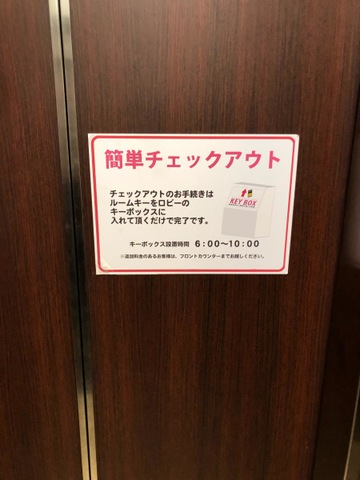 簡単チェックアウト
チェックアウトのお手続きは
ルームキーをロビーの
キーボックスに
入れて頂くだけで完了です。
KEY BOX
キーボックス設置時間 6:00〜10:00
※追加料金のあるお客様は、フロントカウンターまでお越しください。